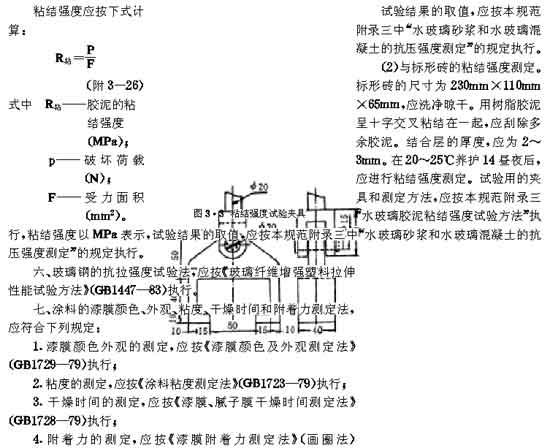 粘结强度应按下式计
算:
R粘=P/F
(附3—26)
式中 R粘——胶泥的粘
结强度
(MPa);
p——破坏荷载
(N);
F——受力面积
(mm²)。
试验结果的取值,应按本规范
附录三中“水玻璃砂浆和水玻璃混
凝土的抗压强度测定”的规定执行。
(2)与标形砖的粘结强度测定。
标形砖的尺寸为230mm×110mm
×65mm,应洗净晾干。用树脂胶泥
呈十字交叉粘结在一起,应刮除多
余胶泥。结合层的厚度,应为2~
3mm。在20~25℃养护14昼夜后,
应进行粘结强度测定。试验用的夹
具和测定方法,应按本规范附录三
“水玻璃胶泥粘结强度试验方法”执
φ20
图3·3 粘结强度试验夹具
φ70
行,粘结强度以MPa表示,试验结果的取值,应按本规范附录三中“水玻璃砂浆和水玻璃混凝土的抗
压强度测定”的规定执行。
六、玻璃钢的抗拉强度试验法,应按《玻璃纤维增强塑料拉伸
性能试验方法》(GB1447—83)执行。
七、涂料的漆膜颜色、外观、粘度、干燥时间和附着力测定法,
应符合下列规定:
10 15 50 15 10 40
1.漆膜颜色外观的测定,应按《漆膜颜色及外观测定法》
(GB1729—79)执行;
2.粘度的测定,应按《涂料粘度测定法》(GB1723—79)执行;
3.干燥时间的测定,应按《漆膜、腻子膜干燥时间测定法》
(GB1728—79)执行;
4.附着力的测定,应按《漆膜附着力测定法》(画圈法)